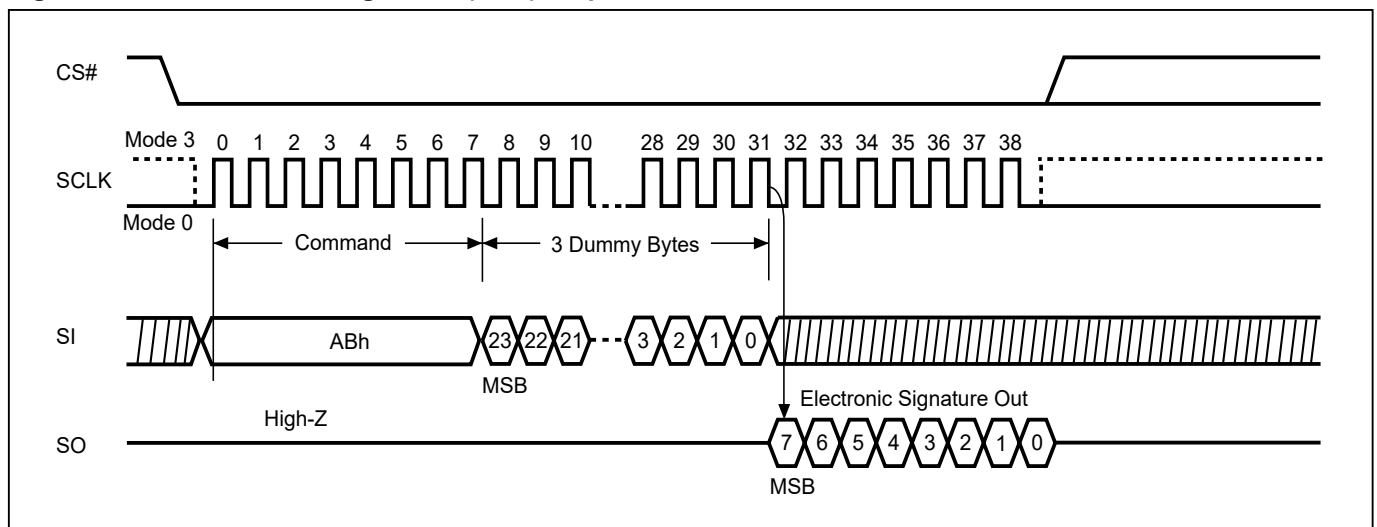 CS#
Mode 3 0 1 2 3 4 5 6 7 8 9 10 28 29 30 31 32 33 34 35 36 37 38
SCLK
Mode 0
Command 3 Dummy Bytes
SI ABh 23 22 21 3 2 1 0
MSB
Electronic Signature Out
High-Z
SO 7 6 5 4 3 2 1 0
MSB